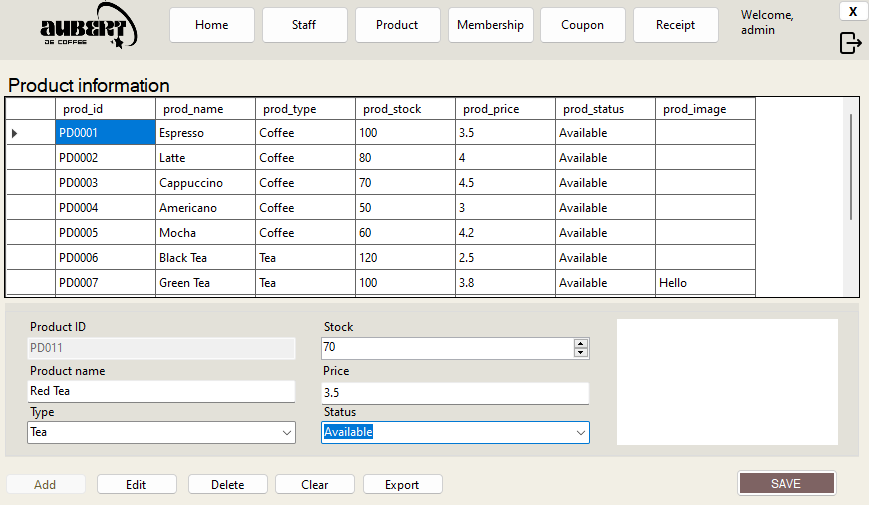 AUBERT
DE COFFEE
Home Staff Product Membership Coupon Receipt
Welcome,
admin
X
Product information
prod_id prod_name prod_type prod_stock prod_price prod_status prod_image
PD0001 Espresso Coffee 100 3.5 Available
PD0002 Latte Coffee 80 4 Available
PD0003 Cappuccino Coffee 70 4.5 Available
PD0004 Americano Coffee 50 3 Available
PD0005 Mocha Coffee 60 4.2 Available
PD0006 Black Tea Tea 120 2.5 Available
PD0007 Green Tea Tea 100 3.8 Available Hello
Product ID
PD011
Product name
Red Tea
Type
Tea
Stock
70
Price
3.5
Status
Available
Add Edit Delete Clear Export SAVE